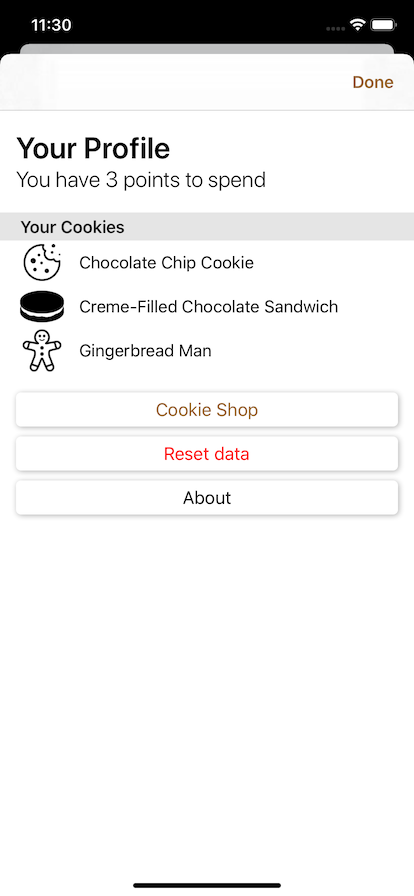 11:30
Done
Your Profile
You have 3 points to spend
Your Cookies
Chocolate Chip Cookie
Creme-Filled Chocolate Sandwich
Gingerbread Man
Cookie Shop
Reset data
About